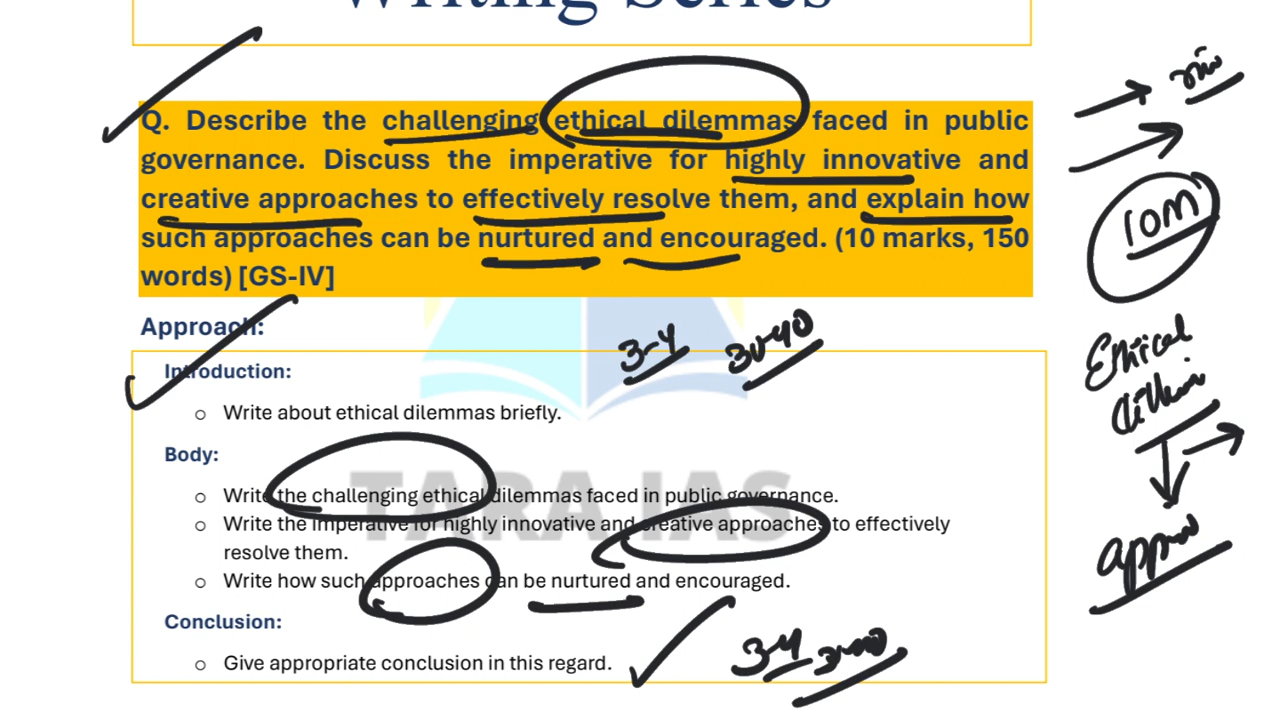 Writing Series
Q. Describe the challenging ethical dilemmas faced in public
governance. Discuss the imperative for highly innovative and
creative approaches to effectively resolve them, and explain how
such approaches can be nurtured and encouraged. (10 marks, 150
words) [GS-IV]
Approach:
Introduction:
3-4 30-40
o Write about ethical dilemmas briefly.
Body:
TARA IAS
o Write the challenging ethical dilemmas faced in public governance.
o Write the imperative for highly innovative and creative approaches to effectively
resolve them.
o Write how such approaches can be nurtured and encouraged.
Conclusion:
o Give appropriate conclusion in this regard.
3-4
10M
Ethical